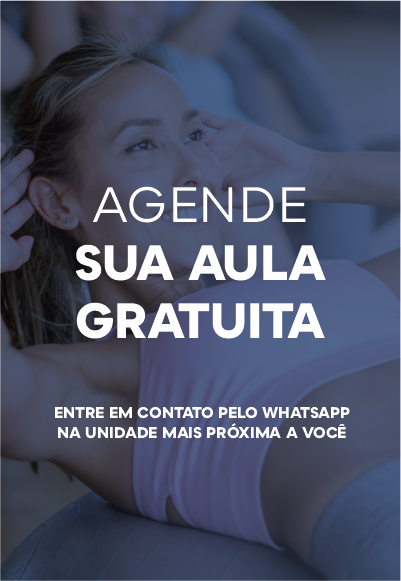 AGENDE
SUA AULA
GRATUITA
ENTRE EM CONTATO PELO WHATSAPP
NA UNIDADE MAIS PRÓXIMA A VOCÊ